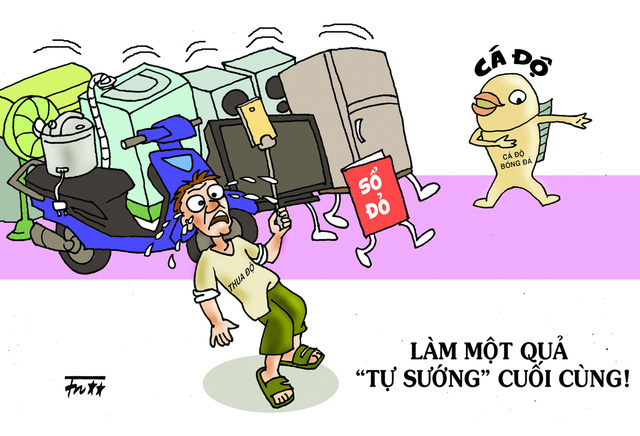 CÁ ĐỘ
CÁ ĐỘ
BÓNG ĐÁ
SỔ
ĐỎ
THUA ĐỘ
LÀM MỘT QUẢ
“TỰ SƯỚNG” CUỐI CÙNG!